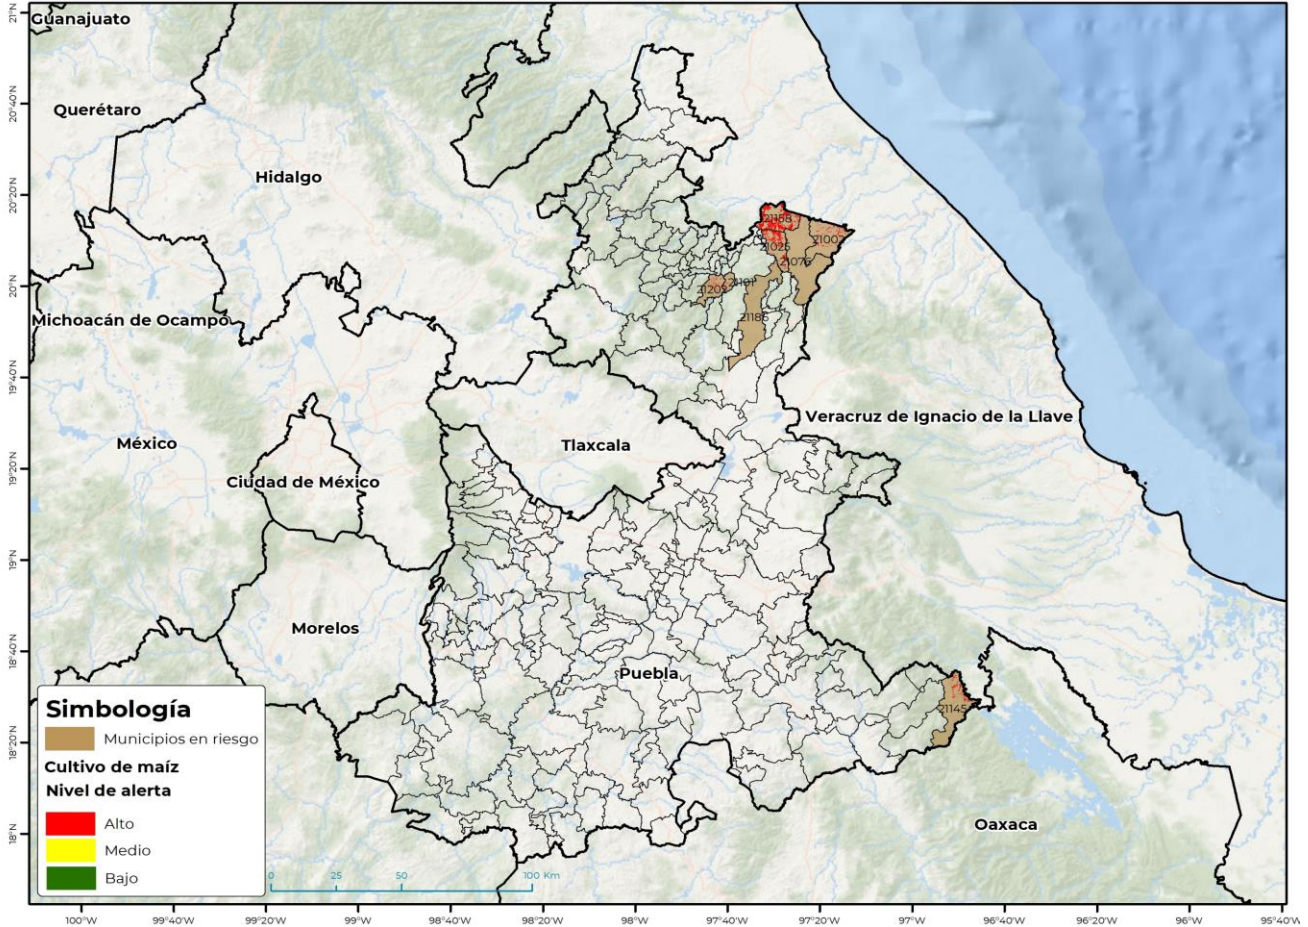 Guanajuato
Querétaro
Hidalgo
Michoacán de Ocampo
México
Ciudad de México
Tlaxcala
Veracruz de Ignacio de la Llave
Morelos
Puebla
Oaxaca
21158
21025
21076
21186
21145
Simbología
Municipios en riesgo
Cultivo de maíz
Nivel de alerta
Alto
Medio
Bajo
0 25 50 100 Km
21°N
20°40'N
20°20'N
20°N
19°40'N
19°20'N
19°N
18°40'N
18°20'N
18°N
100°W 99°40'W 99°20'W 99°W 98°40'W 98°20'W 98°W 97°40'W 97°20'W 97°W 96°40'W 96°20'W 96°W 95°40'W